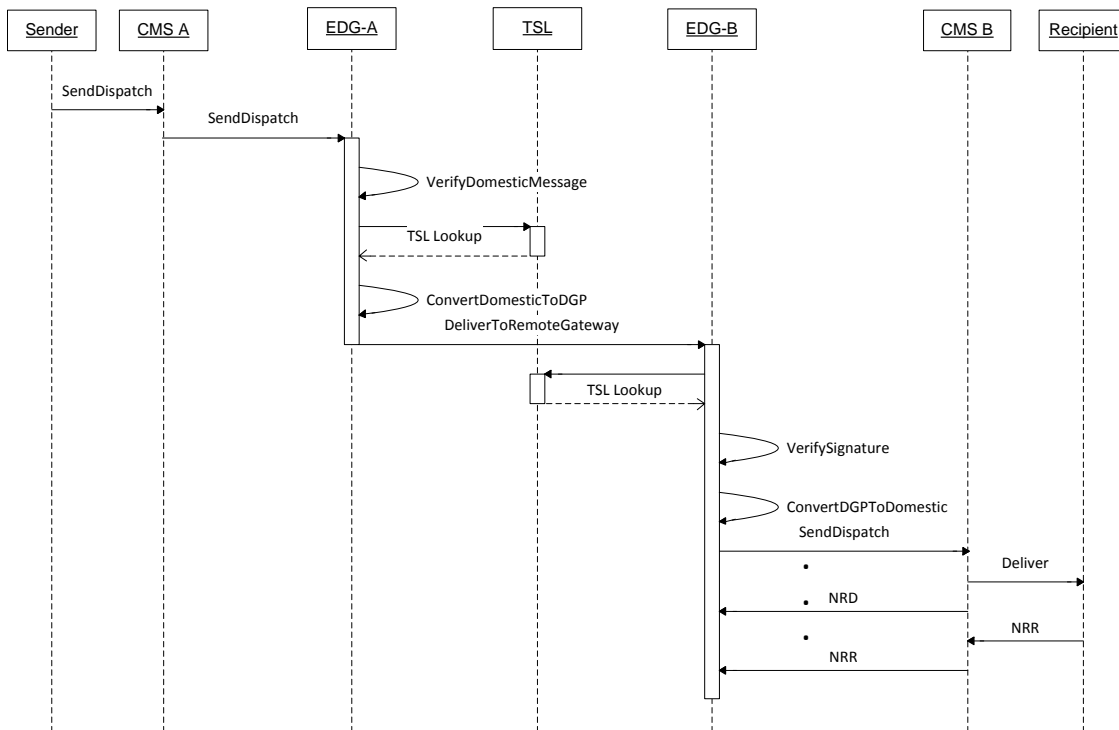 Sender
CMS A
EDG-A
TSL
EDG-B
CMS B
Recipient
SendDispatch
SendDispatch
VerifyDomesticMessage
TSL Lookup
ConvertDomesticToDGP
DeliverToRemoteGateway
TSL Lookup
VerifySignature
ConvertDGPToDomestic
SendDispatch
Deliver
NRD
NRR
NRR